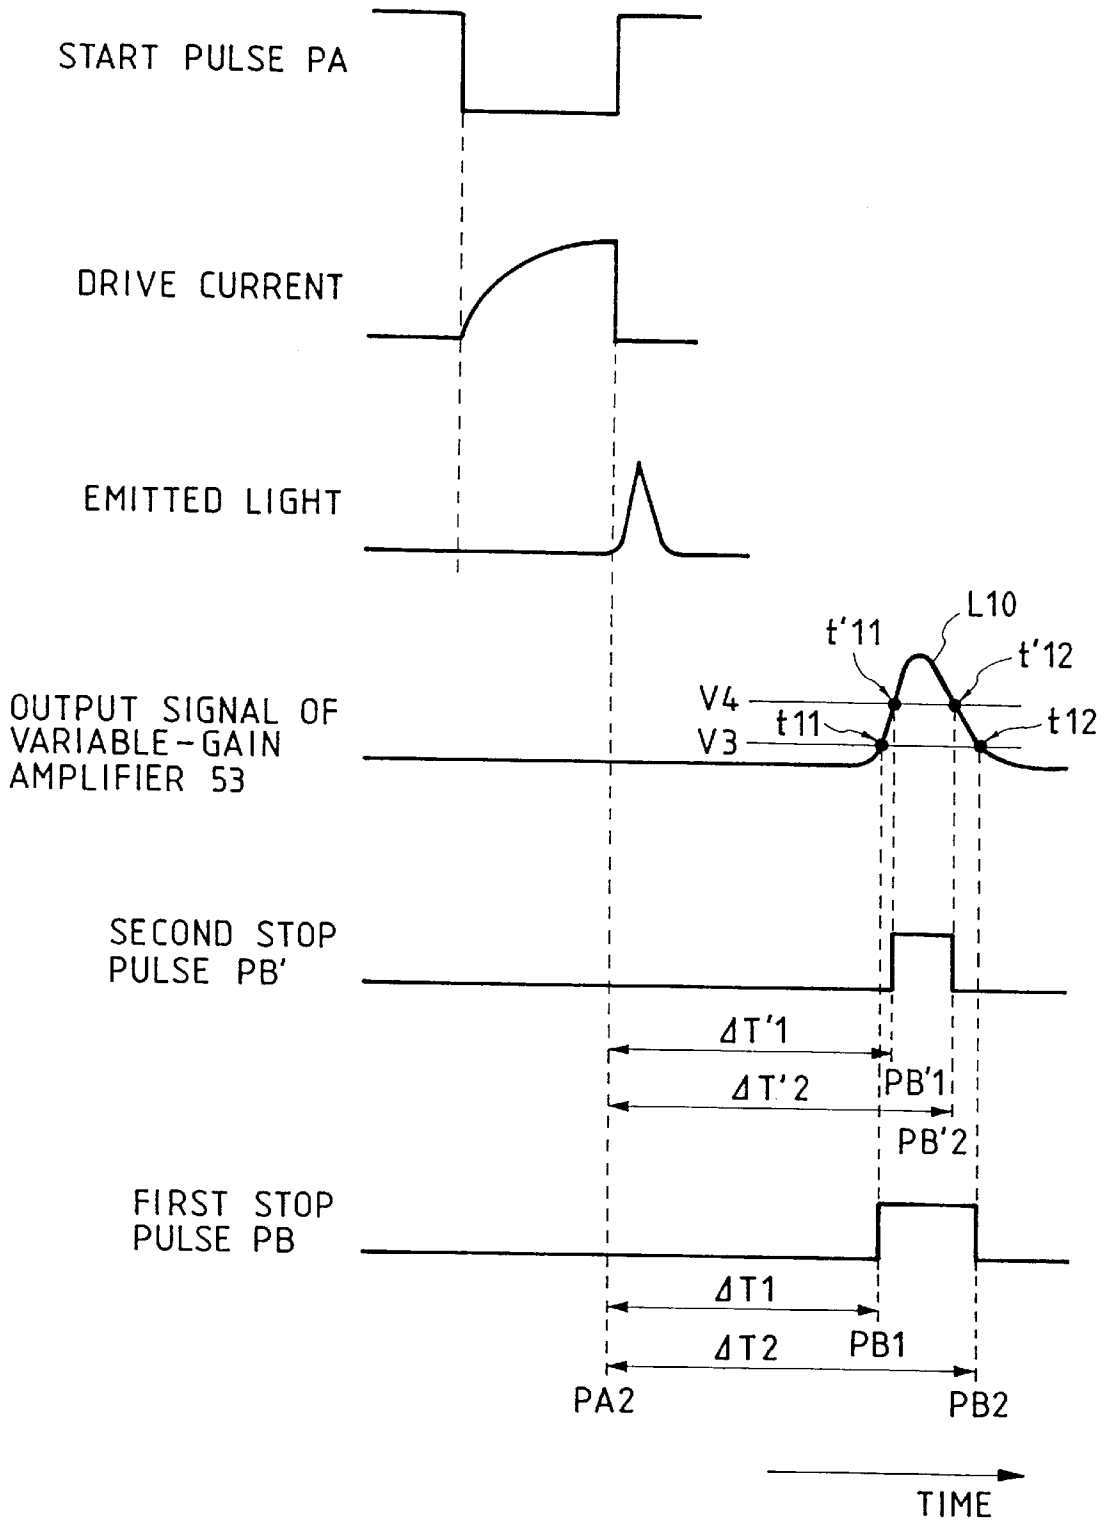 START PULSE PA
DRIVE CURRENT
EMITTED LIGHT
L10
t'11
t'12
OUTPUT SIGNAL OF
VARIABLE-GAIN
AMPLIFIER 53
V4
t11
t12
V3
SECOND STOP
PULSE PB'
ΔT'1
PB'1
ΔT'2
PB'2
FIRST STOP
PULSE PB
ΔT1
PB1
ΔT2
PA2
PB2
TIME